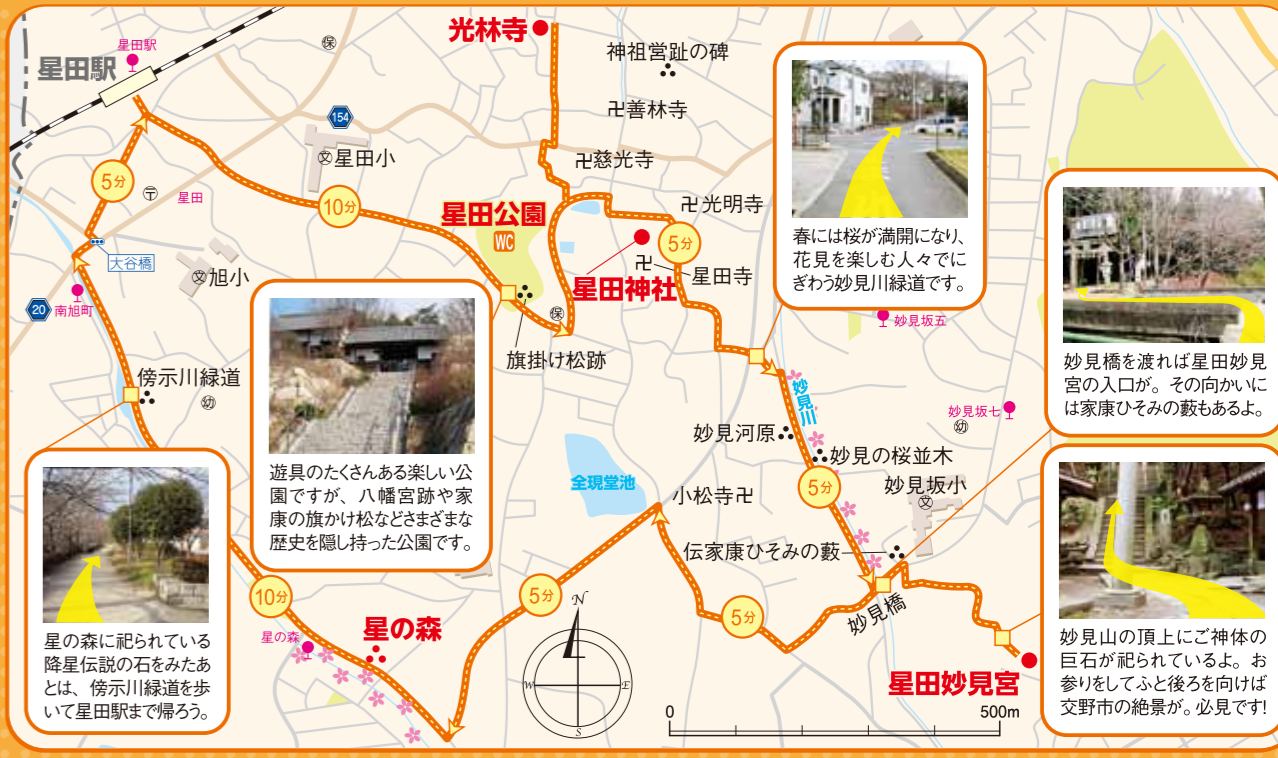 星田駅
星田駅
保
光林寺
神祖営趾の碑
卍善林寺
154
文星田小
卍慈光寺
5分
〒
星田
10分
星田公園
WC
卍光明寺
5分
星田神社
卍
星田寺
大谷橋
文旭小
20
南旭町
保
旗掛け松跡
傍示川緑道
幼
春には桜が満開になり、
花見を楽しむ人々でに
ぎわう妙見川緑道です。
妙見坂五
妙見橋を渡れば星田妙見
宮の入口が。その向かいに
は家康ひそみの藪もあるよ。
妙見川
妙見坂七
幼
妙見河原
妙見の桜並木
5分
妙見坂小
文
遊具のたくさんある楽しい公
園ですが、八幡宮跡や家
康の旗かけ松などさまざまな
歴史を隠し持った公園です。
全現堂池
小松寺卍
伝家康ひそみの藪
妙見橋
5分
5分
10分
星の森
星の森
星の森に祀られている
降星伝説の石をみたあ
とは、傍示川緑道を歩
いて星田駅まで帰ろう。
N
W
E
S
星田妙見宮
妙見山の頂上にご神体の
巨石が祀られているよ。お
参りをしてふと後ろを向けば
交野市の絶景が。必見です!
0
500m